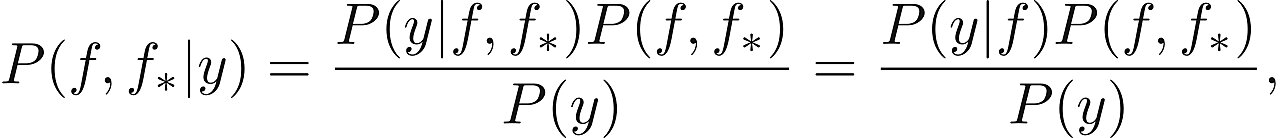 P(f, f_*|y) = \frac{P(y|f, f_*)P(f, f_*)}{P(y)} = \frac{P(y|f)P(f, f_*)}{P(y)},